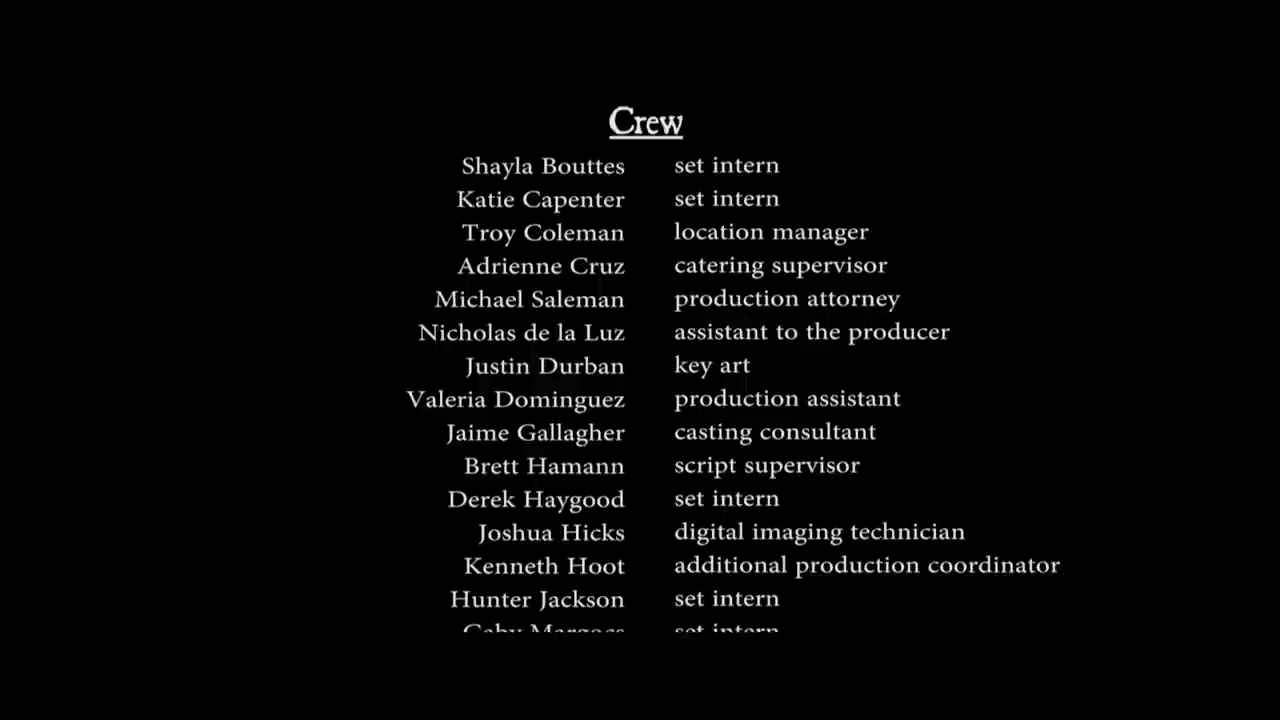 Crew
Shayla Bouttes set intern
Katie Capenter set intern
Troy Coleman location manager
Adrienne Cruz catering supervisor
Michael Saleman production attorney
Nicholas de la Luz assistant to the producer
Justin Durban key art
Valeria Dominguez production assistant
Jaime Gallagher casting consultant
Brett Hamann script supervisor
Derek Haygood set intern
Joshua Hicks digital imaging technician
Kenneth Hoot additional production coordinator
Hunter Jackson set intern
set intern